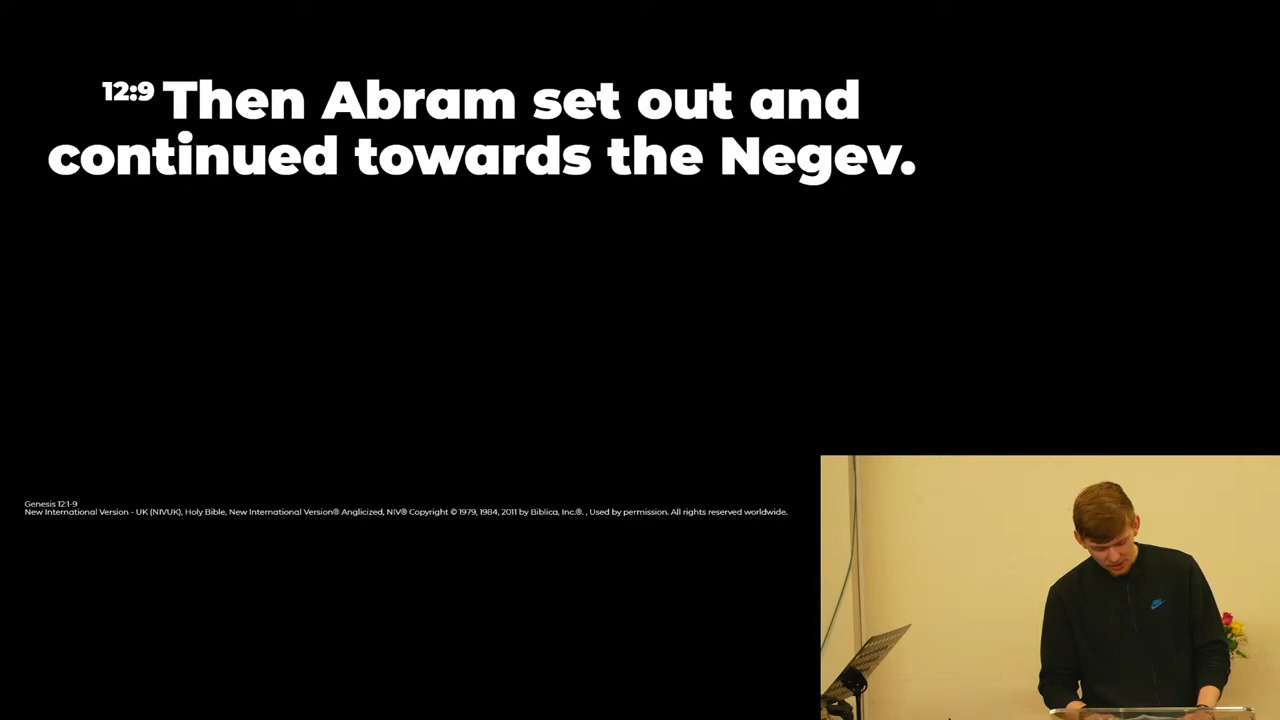 12:9 Then Abram set out and
continued towards the Negev.
Genesis 12:1-9
New International Version - UK (NIVUK), Holy Bible, New International Version® Anglicized, NIV® Copyright © 1979, 1984, 2011 by Biblica, Inc.®. , Used by permission. All rights reserved worldwide.